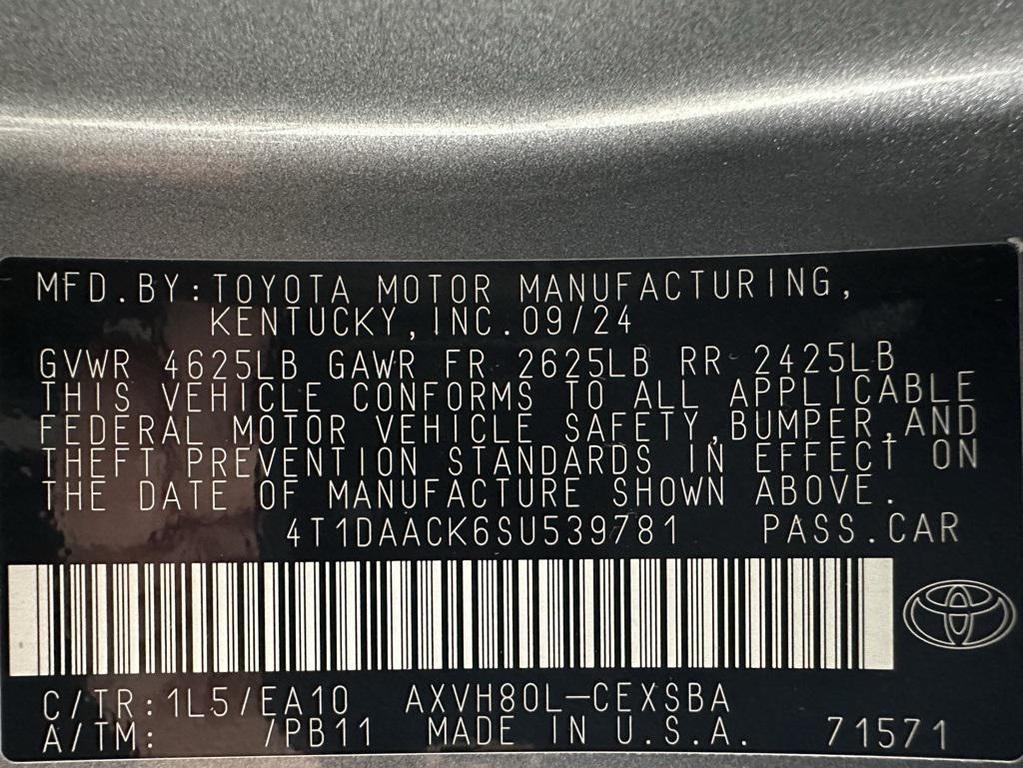 MFD.BY:TOYOTA MOTOR MANUFACTURING,
KENTUCKY,INC.09/24
GVWR 4625LB GAWR FR 2625LB RR 2425LB
THIS VEHICLE CONFORMS TO ALL APPLICABLE
FEDERAL MOTOR VEHICLE SAFETY,BUMPER,AND
THEFT PREVENTION STANDARDS IN EFFECT ON
THE DATE OF MANUFACTURE SHOWN ABOVE.
4T1DAACK6SU539781 PASS.CAR
C/TR:1L5/EA10 AXVH80L-CEXSBA
A/TM: /PB11 MADE IN U.S.A. 71571